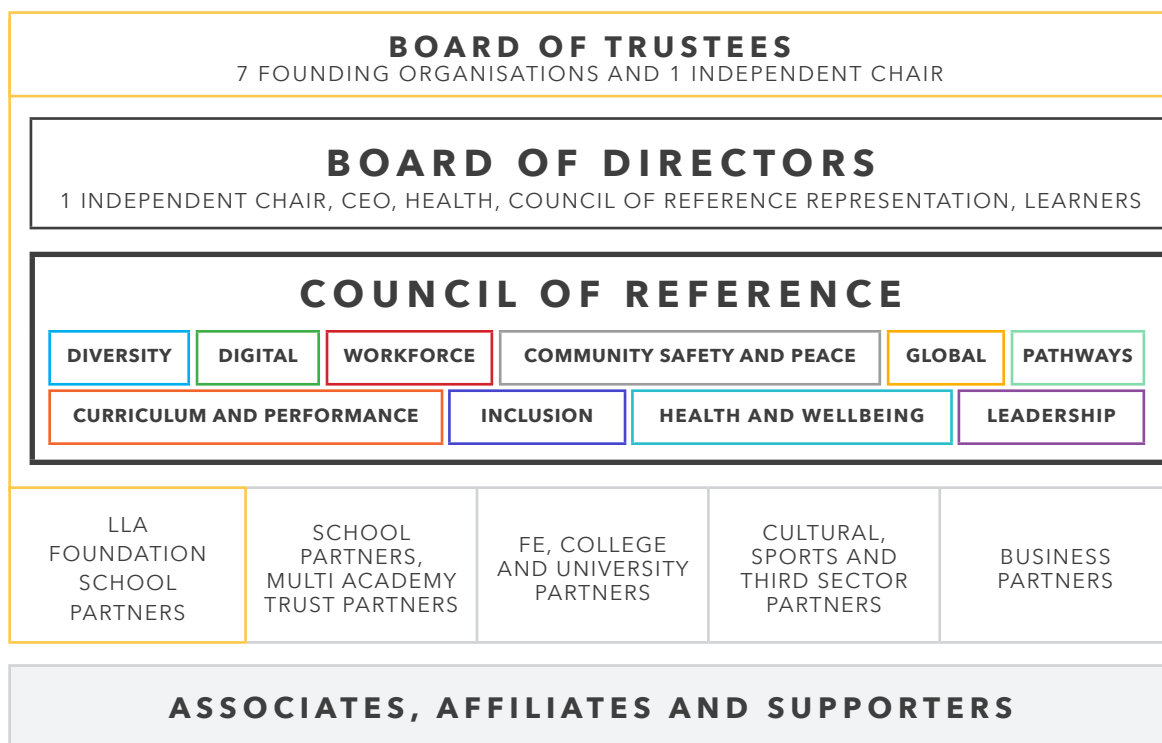 BOARD OF TRUSTEES
7 FOUNDING ORGANISATIONS AND 1 INDEPENDENT CHAIR
BOARD OF DIRECTORS
1 INDEPENDENT CHAIR, CEO, HEALTH, COUNCIL OF REFERENCE REPRESENTATION, LEARNERS
COUNCIL OF REFERENCE
DIVERSITY
DIGITAL
WORKFORCE
COMMUNITY SAFETY AND PEACE
GLOBAL
PATHWAYS
CURRICULUM AND PERFORMANCE
INCLUSION
HEALTH AND WELLBEING
LEADERSHIP
LLA
FOUNDATION
SCHOOL
PARTNERS
SCHOOL
PARTNERS,
MULTI ACADEMY
TRUST PARTNERS
FE, COLLEGE
AND UNIVERSITY
PARTNERS
CULTURAL,
SPORTS AND
THIRD SECTOR
PARTNERS
BUSINESS
PARTNERS
ASSOCIATES, AFFILIATES AND SUPPORTERS